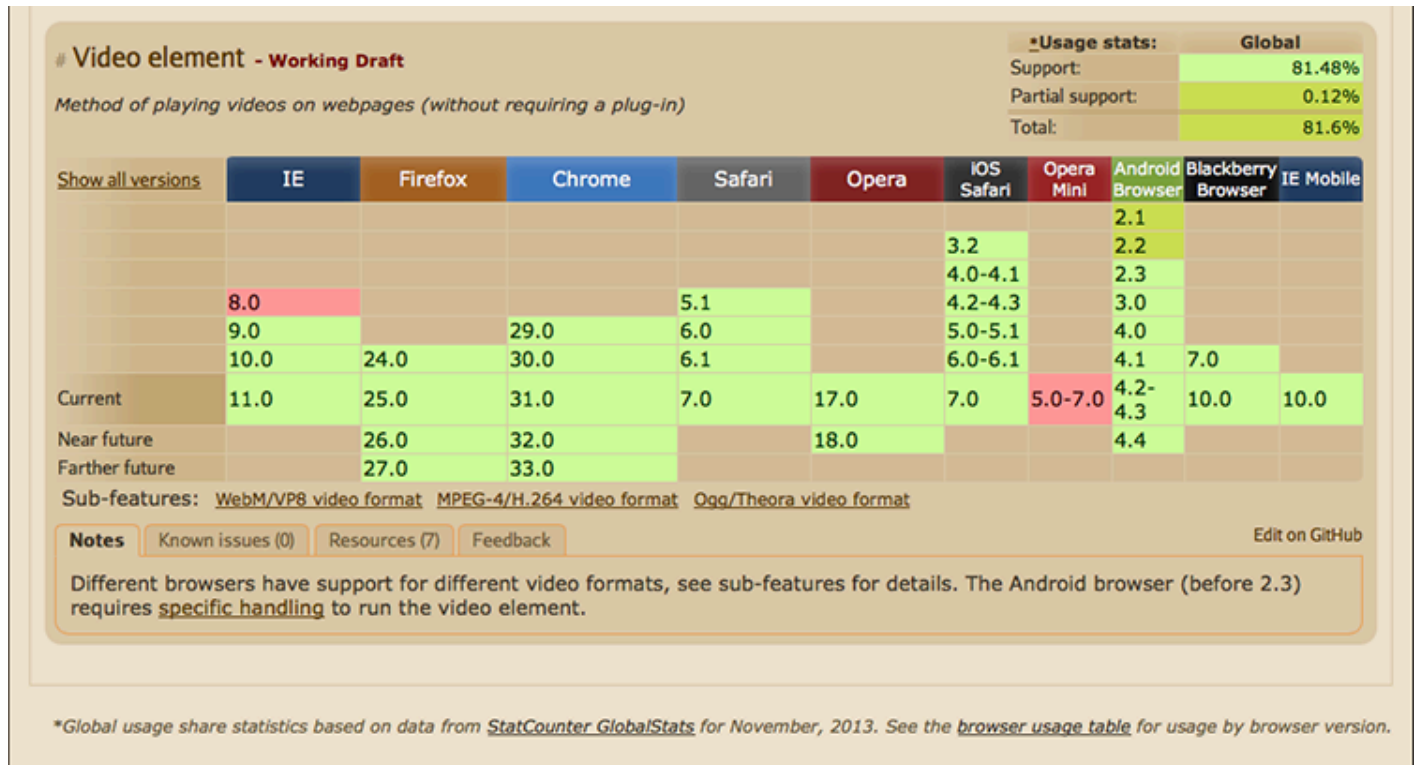 # Video element - Working Draft
*Usage stats: Global
Support: 81.48%
Partial support: 0.12%
Total: 81.6%
Method of playing videos on webpages (without requiring a plug-in)
Show all versions IE Firefox Chrome Safari Opera iOS Safari Opera Mini Android Browser Blackberry Browser IE Mobile
2.1
3.2 2.2
4.0-4.1 2.3
8.0 5.1 4.2-4.3 3.0
9.0 29.0 6.0 5.0-5.1 4.0
10.0 24.0 30.0 6.1 6.0-6.1 4.1 7.0
Current 11.0 25.0 31.0 7.0 17.0 7.0 5.0-7.0 4.2-4.3 10.0 10.0
Near future 26.0 32.0 18.0 4.4
Farther future 27.0 33.0
Sub-features: WebM/VP8 video format MPEG-4/H.264 video format Ogg/Theora video format
Notes Known issues (0) Resources (7) Feedback Edit on GitHub
Different browsers have support for different video formats, see sub-features for details. The Android browser (before 2.3)
requires specific handling to run the video element.
*Global usage share statistics based on data from StatCounter GlobalStats for November, 2013. See the browser usage table for usage by browser version.